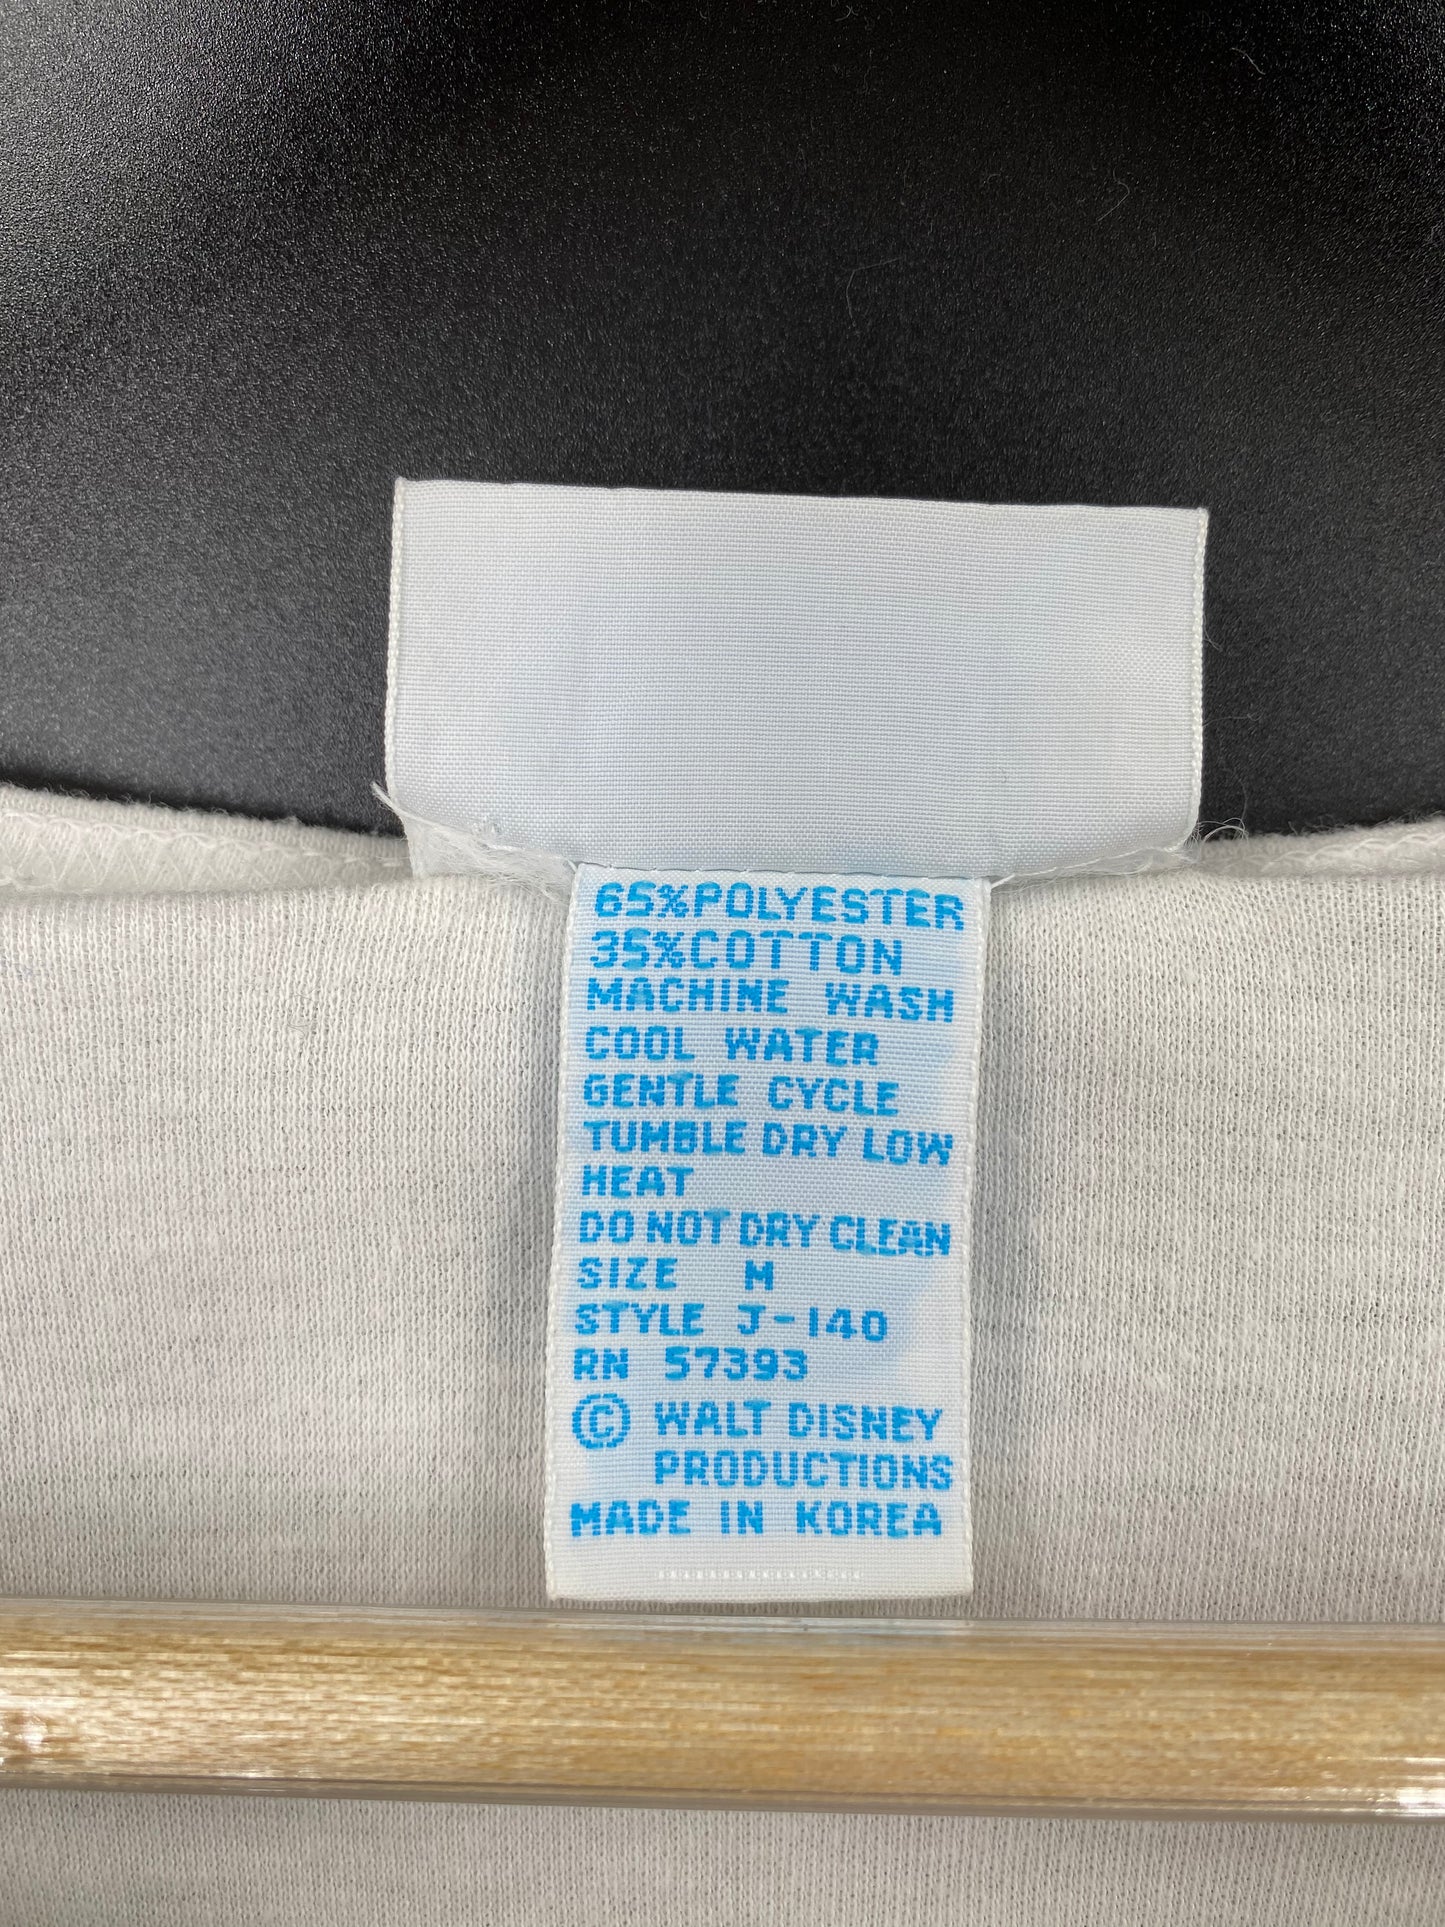 65%POLYESTER
35%COTTON
MACHINE WASH
COOL WATER
GENTLE CYCLE
TUMBLE DRY LOW
HEAT
DO NOT DRY CLEAN
SIZE M
STYLE J-140
RN 57393
© WALT DISNEY
PRODUCTIONS
MADE IN KOREA